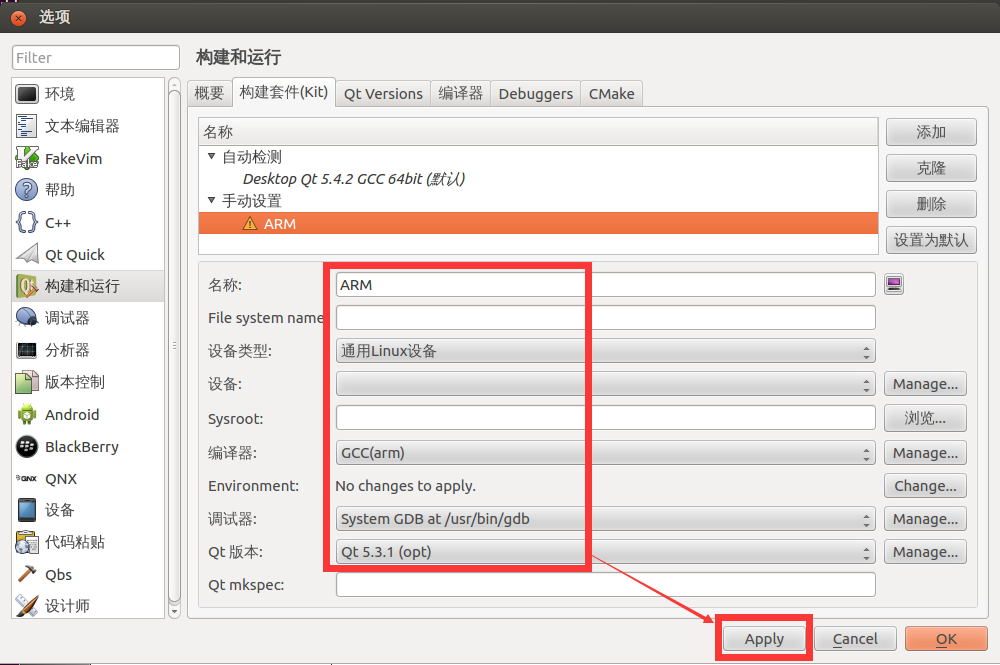 选项
Filter
环境
文本编辑器
FakeVim
帮助
C++
Qt Quick
构建和运行
调试器
分析器
版本控制
Android
BlackBerry
QNX
设备
代码粘贴
Qbs
设计师
构建和运行
概要 构建套件(Kit) Qt Versions 编译器 Debuggers CMake
名称
自动检测
Desktop Qt 5.4.2 GCC 64bit (默认)
手动设置
ARM
添加
克隆
删除
设置为默认
名称: ARM
File system name
设备类型: 通用Linux设备
设备: Manage...
Sysroot: 浏览...
编译器: GCC(arm) Manage...
Environment: No changes to apply. Change...
调试器: System GDB at /usr/bin/gdb Manage...
Qt 版本: Qt 5.3.1 (opt) Manage...
Qt mkspec:
Apply Cancel OK